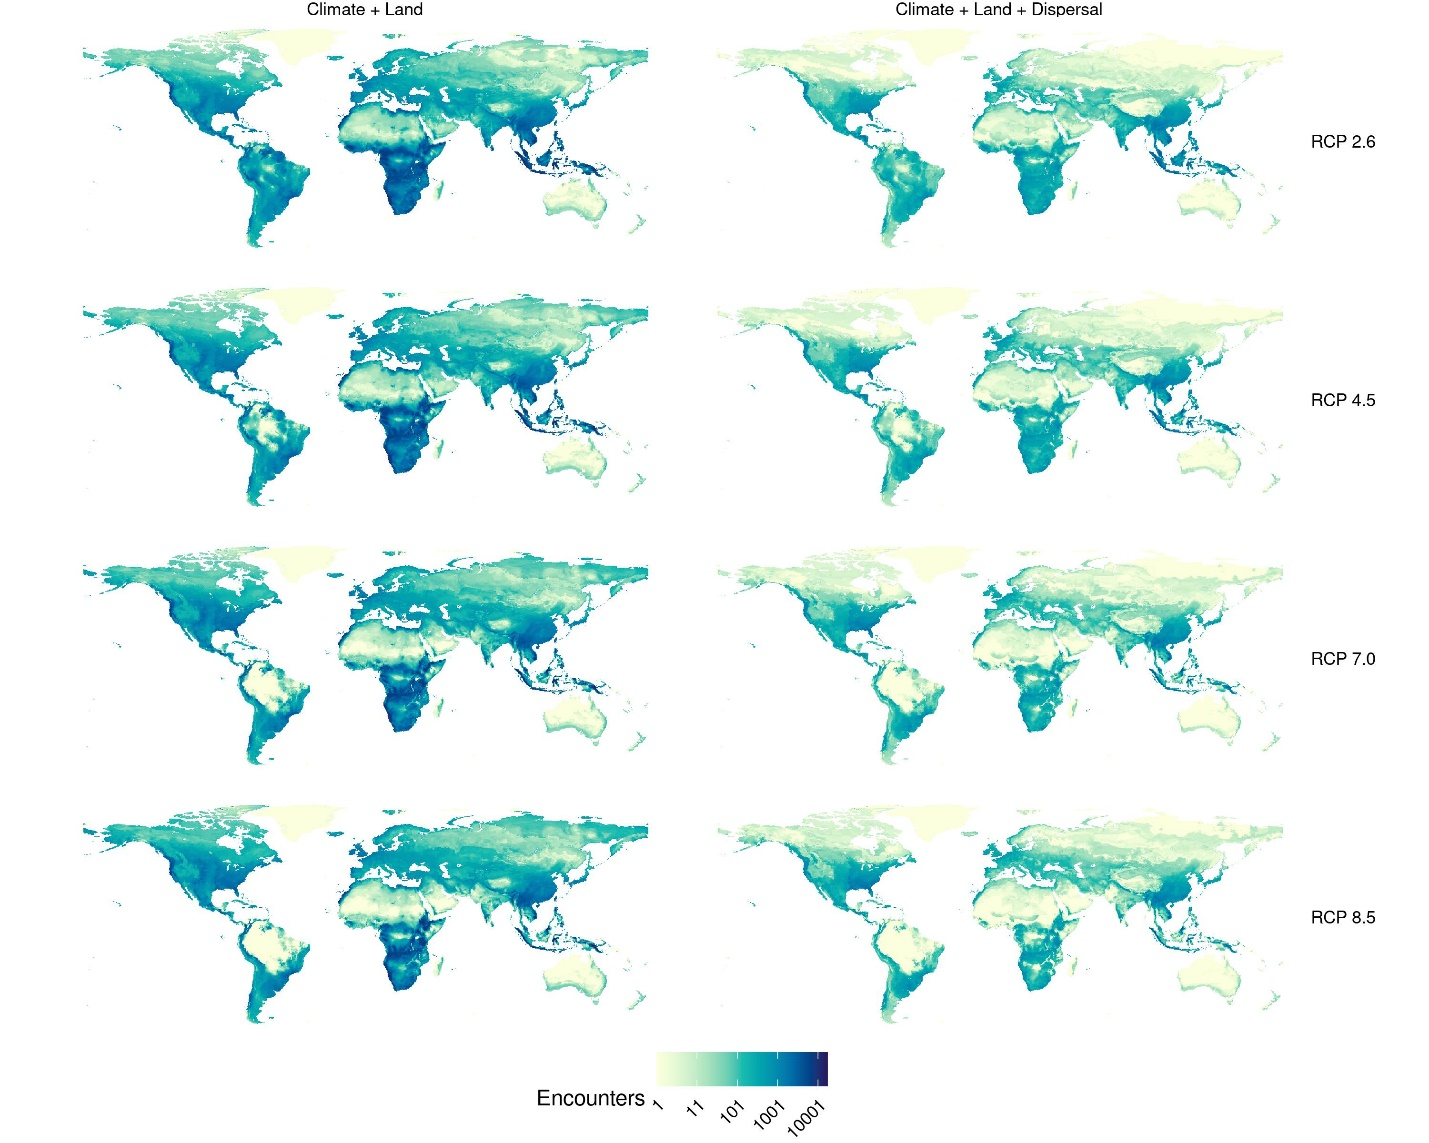 Climate + Land
Climate + Land + Dispersal
RCP 2.6
RCP 4.5
RCP 7.0
RCP 8.5
Encounters
1
11
101
1001
10001